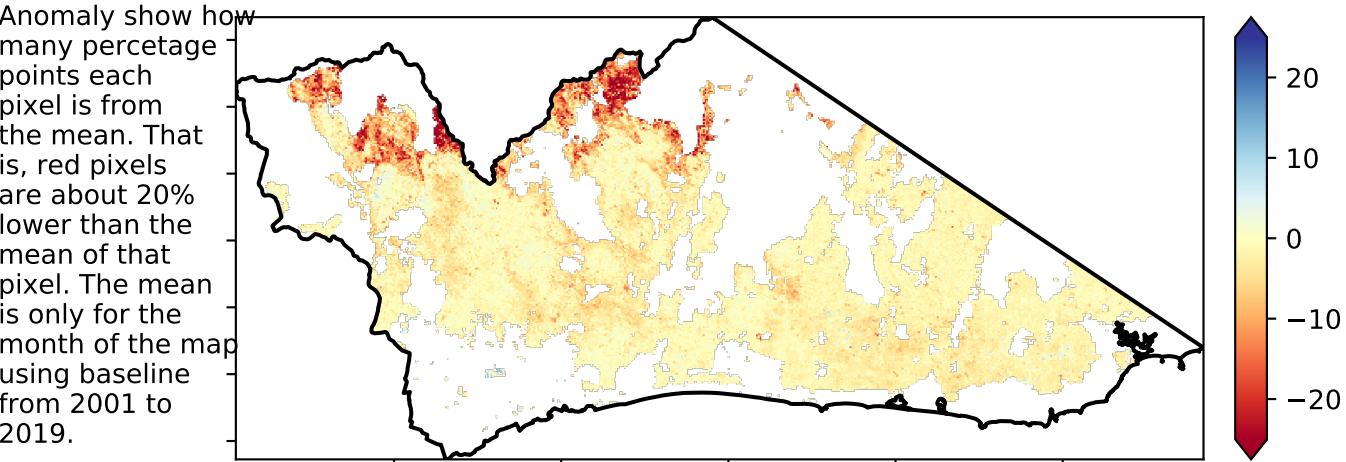 Anomaly show how
many percetage
points each
pixel is from
the mean. That
is, red pixels
are about 20%
lower than the
mean of that
pixel. The mean
is only for the
month of the map
using baseline
from 2001 to
2019.
20
10
0
−10
−20